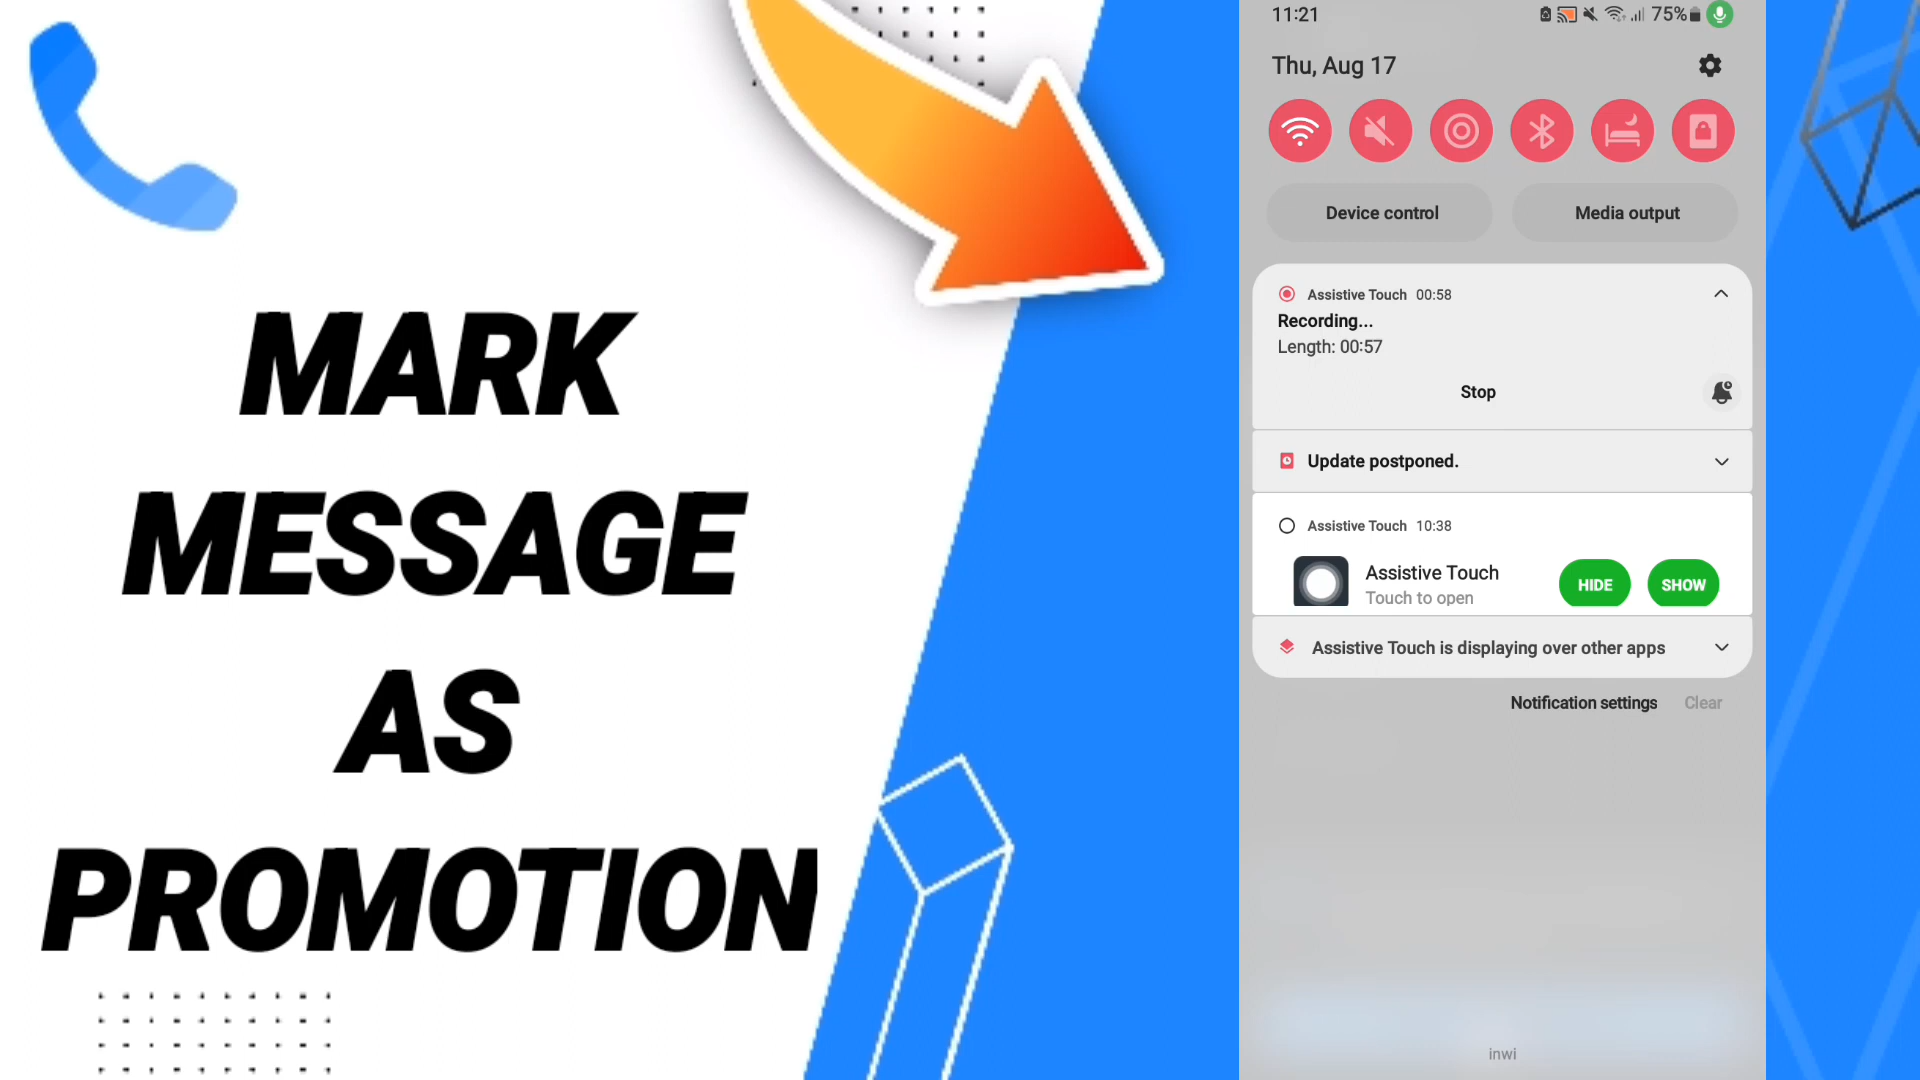 MARK
MESSAGE
AS
PROMOTION
11:21
75%
Thu, Aug 17
Device control
Media output
Assistive Touch 00:58
Recording...
Length: 00:57
Stop
Update postponed.
Assistive Touch 10:38
Assistive Touch
Touch to open
HIDE
SHOW
Assistive Touch is displaying over other apps
Notification settings
Clear
inwi